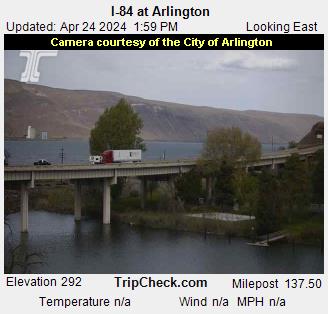 I-84 at Arlington
Updated: Apr 24 2024 1:59 PM Looking East
Camera courtesy of the City of Arlington
Elevation 292 TripCheck.com Milepost 137.50
Temperature n/a Wind n/a MPH n/a